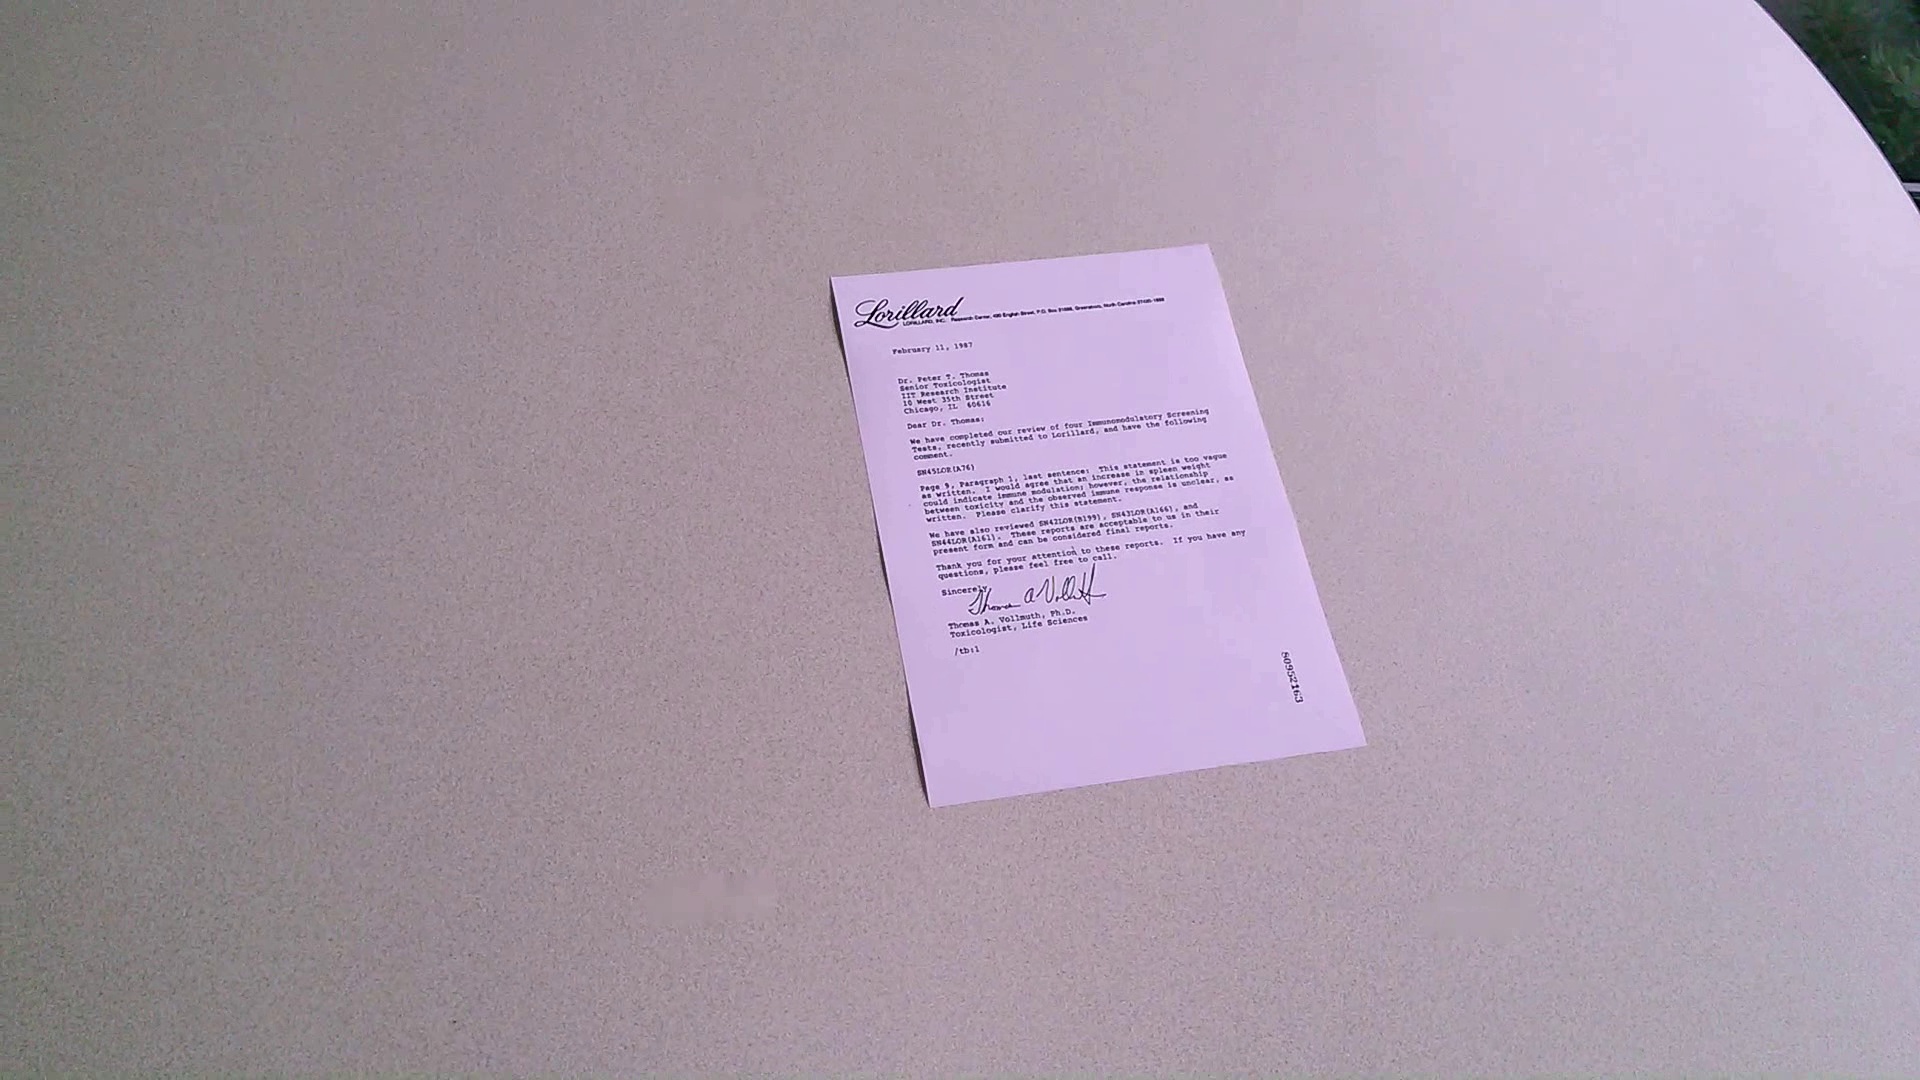 Lorillard
LORILLARD, INC. Research Center, 420 English Street, P.O. Box 21688, Greensboro, North Carolina 27420-1688
February 11, 1987
Dr. Peter T. Thomas
Senior Toxicologist
IIT Research Institute
10 West 35th Street
Chicago, IL 60616
Dear Dr. Thomas:
We have completed our review of four Immunomodulatory Screening
Tests, recently submitted to Lorillard, and have the following
comment.
SN45LOR(A76)
Page 9, Paragraph 1, last sentence: This statement is too vague
as written. I would agree that an increase in spleen weight
could indicate immune modulation; however, the relationship
between toxicity and the observed immune response is unclear, as
written. Please clarify this statement.
We have also reviewed SN42LOR(B199), SN43LOR(A166), and
SN44LOR(A161). These reports are acceptable to us in their
present form and can be considered final reports.
Thank you for your attention to these reports. If you have any
questions, please feel free to call.
Sincerely,
Thomas A Vollmuth
Thomas A. Vollmuth, Ph.D.
Toxicologist, Life Sciences
/tb:1
80952163